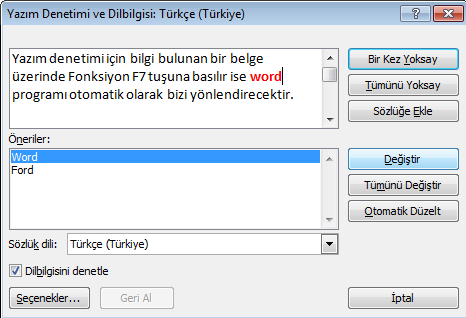 Yazım Denetimi ve Dilbilgisi: Türkçe (Türkiye)
Yazım denetimi için bilgi bulunan bir belge
üzerinde Fonksiyon F7 tuşuna basılır ise word
programı otomatik olarak bizi yönlendirecektir.
Bir Kez Yoksay
Tümünü Yoksay
Sözlüğe Ekle
Öneriler:
Word
Ford
Değiştir
Tümünü Değiştir
Otomatik Düzelt
Sözlük dili: Türkçe (Türkiye)
Dilbilgisini denetle
Seçenekler... Geri Al İptal